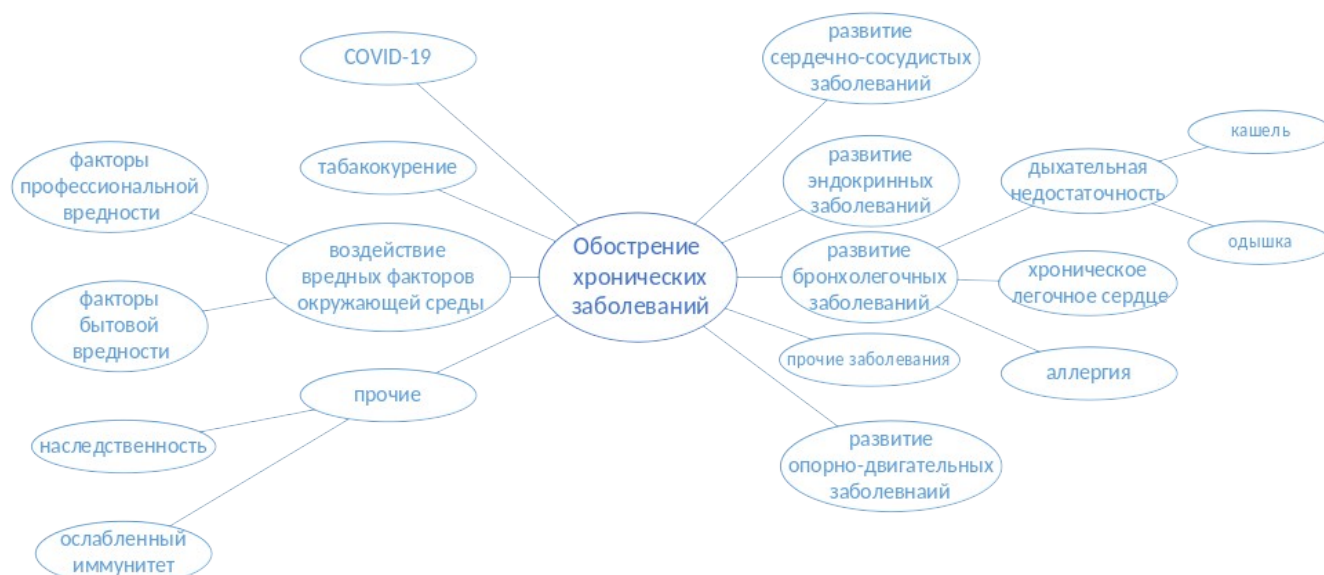 COVID-19
табакокурение
факторы
профессиональной
вредности
воздействие
вредных факторов
окружающей среды
факторы
бытовой
вредности
прочие
наследственность
ослабленный
иммунитет
Обострение
хронических
заболеваний
развитие
сердечно-сосудистых
заболеваний
развитие
эндокринных
заболеваний
развитие
бронхолегочных
заболеваний
прочие заболевания
развитие
опорно-двигательных
заболевнаий
дыхательная
недостаточность
кашель
одышка
хроническое
легочное сердце
аллергия